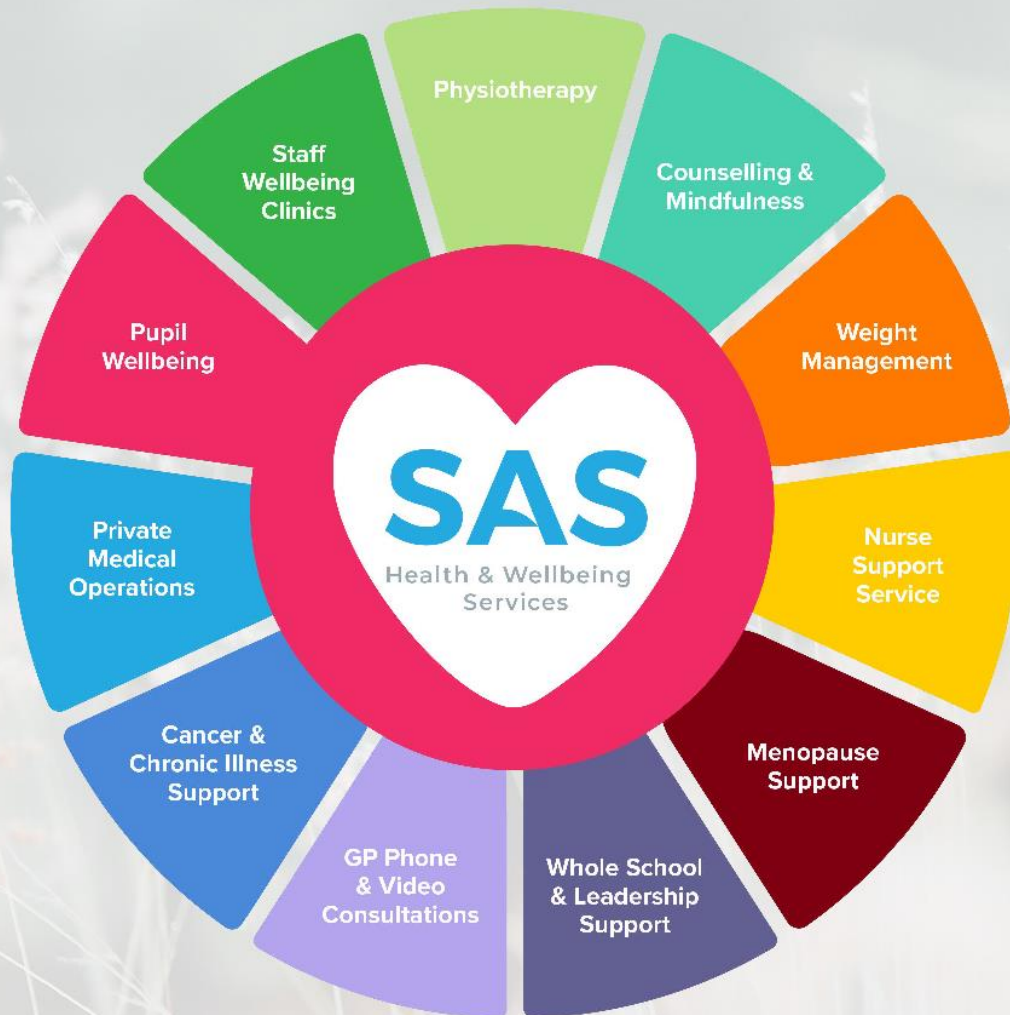 Physiotherapy
Counselling &
Mindfulness
Weight
Management
Nurse
Support
Service
Menopause
Support
Whole School
& Leadership
Support
GP Phone
& Video
Consultations
Cancer &
Chronic Illness
Support
Private
Medical
Operations
Pupil
Wellbeing
Staff
Wellbeing
Clinics
SAS
Health & Wellbeing
Services